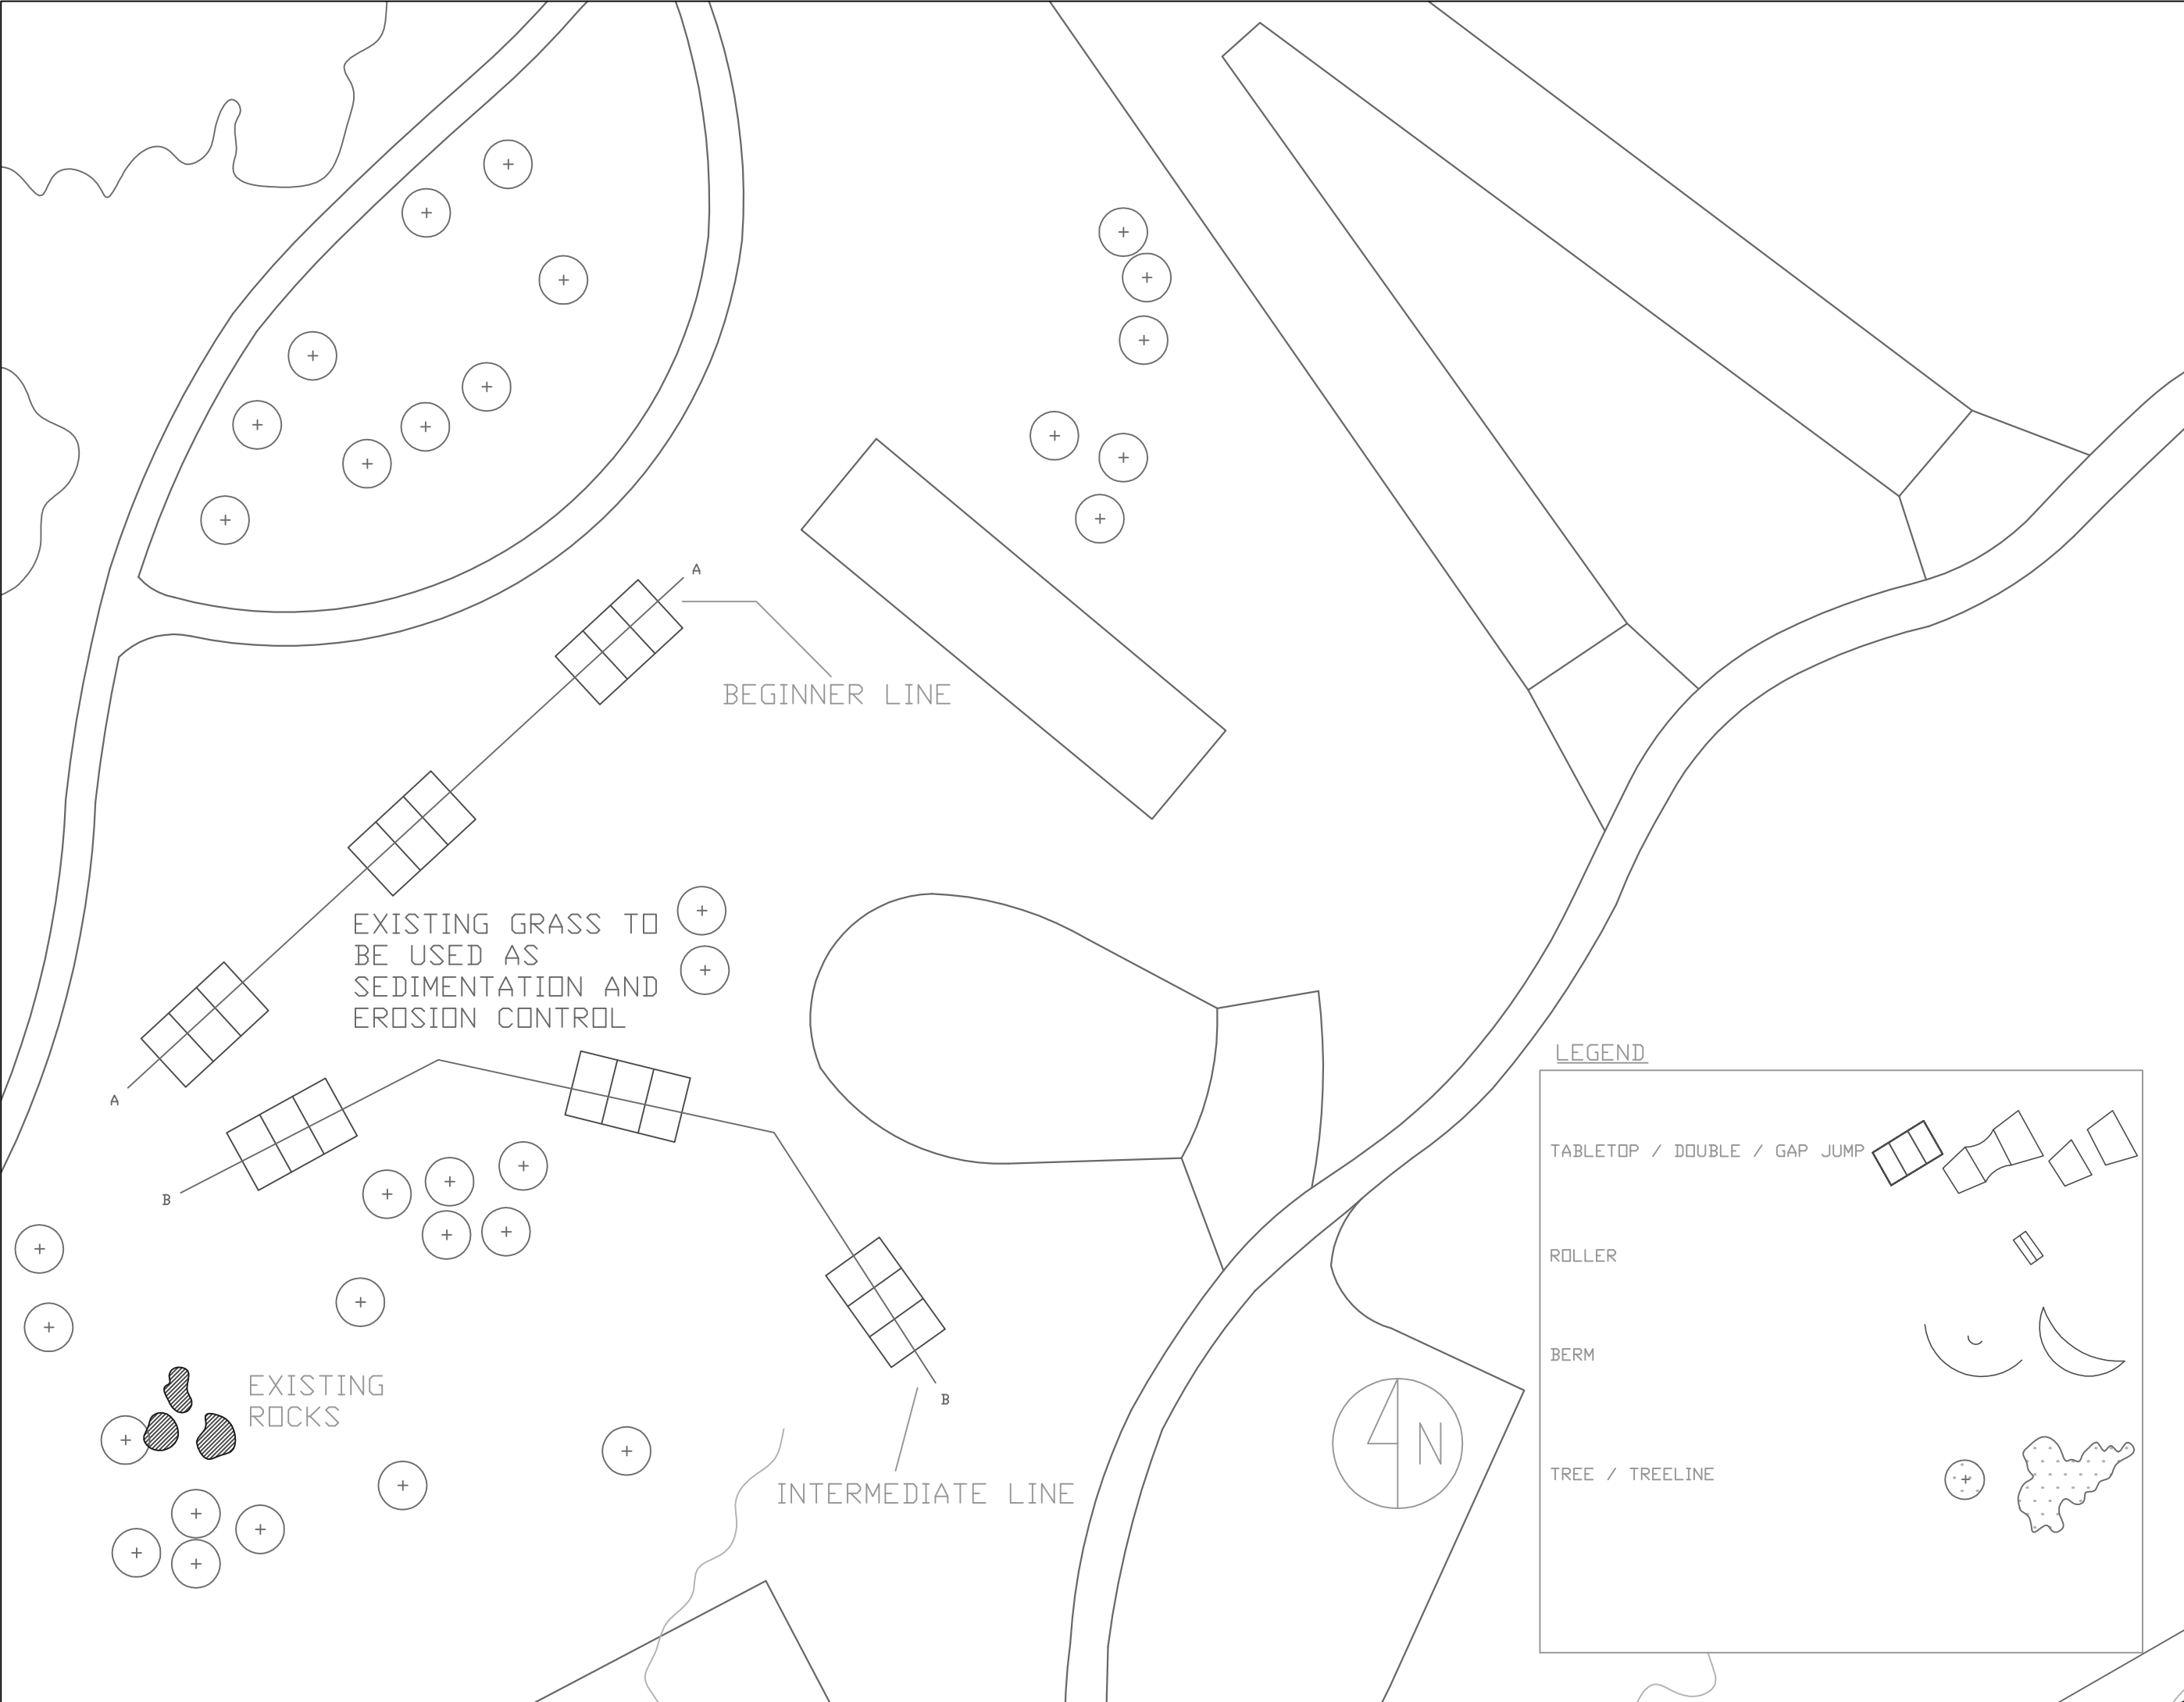 A
BEGINNER LINE
EXISTING GRASS TO
BE USED AS
SEDIMENTATION AND
EROSION CONTROL
A
B
EXISTING
ROCKS
B
INTERMEDIATE LINE
N
LEGEND
TABLETOP / DOUBLE / GAP JUMP
ROLLER
BERM
TREE / TREELINE